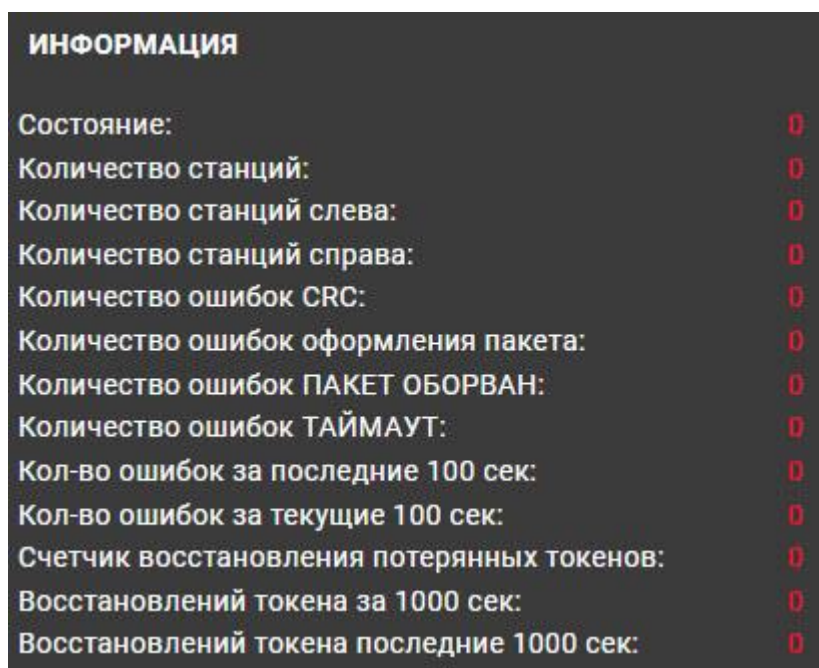 ИНФОРМАЦИЯ
Состояние: 0
Количество станций: 0
Количество станций слева: 0
Количество станций справа: 0
Количество ошибок CRC: 0
Количество ошибок оформления пакета: 0
Количество ошибок ПАКЕТ ОБОРВАН: 0
Количество ошибок ТАЙМАУТ: 0
Кол-во ошибок за последние 100 сек: 0
Кол-во ошибок за текущие 100 сек: 0
Счетчик восстановления потерянных токенов: 0
Восстановлений токена за 1000 сек: 0
Восстановлений токена последние 1000 сек: 0